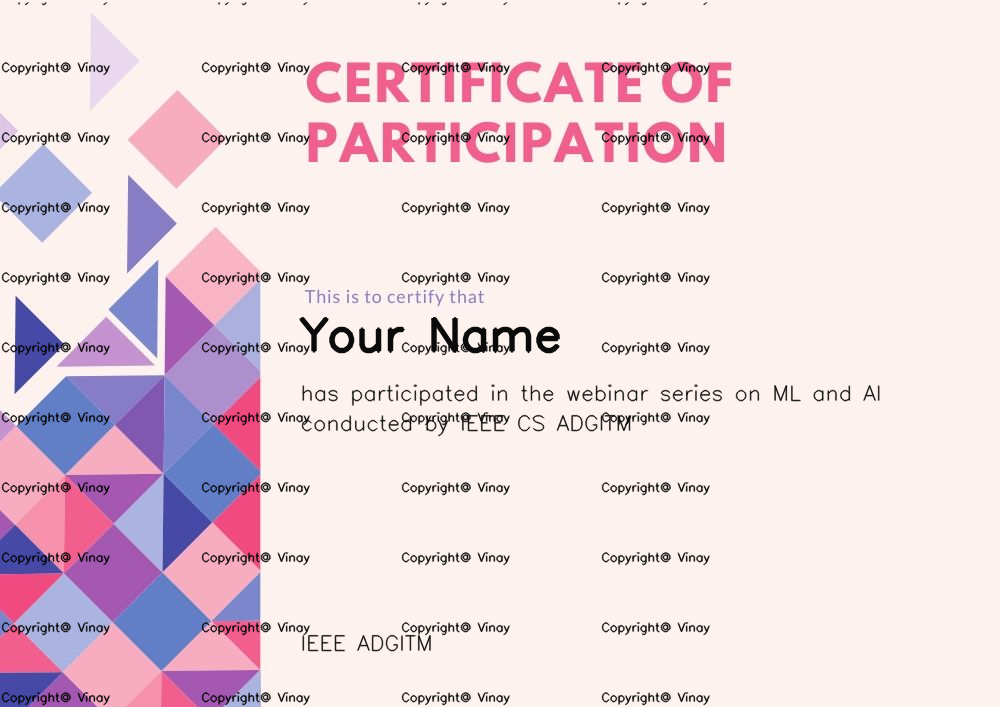 Copyright@ Vinay Copyright@ Vinay Copyright@ Vinay Copyright@ Vinay
CERTIFICATE OF
Copyright@ Vinay Copyright@ Vinay Copyright@ Vinay Copyright@ Vinay
PARTICIPATION
Copyright@ Vinay Copyright@ Vinay Copyright@ Vinay Copyright@ Vinay
Copyright@ Vinay Copyright@ Vinay Copyright@ Vinay Copyright@ Vinay
This is to certify that
Your Name
Copyright@ Vinay Copyright@ Vinay Copyright@ Vinay Copyright@ Vinay
has participated in the webinar series on ML and AI
Copyright@ Vinay Copyright@ Vinay Copyright@ Vinay Copyright@ Vinay
conducted by IEEE CS ADGITM
Copyright@ Vinay Copyright@ Vinay Copyright@ Vinay Copyright@ Vinay
Copyright@ Vinay Copyright@ Vinay Copyright@ Vinay Copyright@ Vinay
Copyright@ Vinay Copyright@ Vinay Copyright@ Vinay Copyright@ Vinay
IEEE ADGITM
Copyright@ Vinay Copyright@ Vinay Copyright@ Vinay Copyright@ Vinay